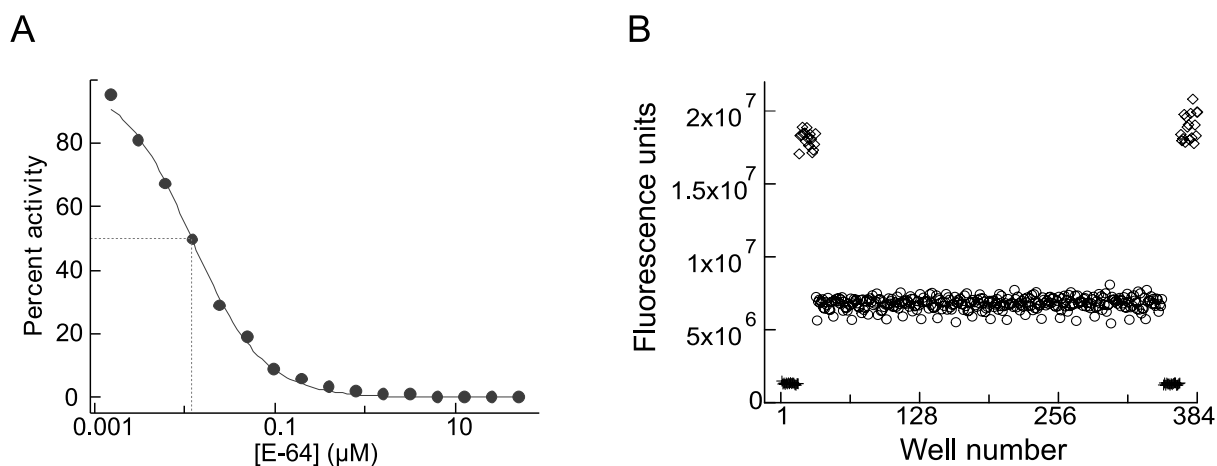 A
Percent activity
80
60
40
20
0
0.001
0.1
10
[E-64] (µM)
B
Fluorescence units
2x10^7
1.5x10^7
1x10^7
5x10^6
0
1
128
256
384
Well number